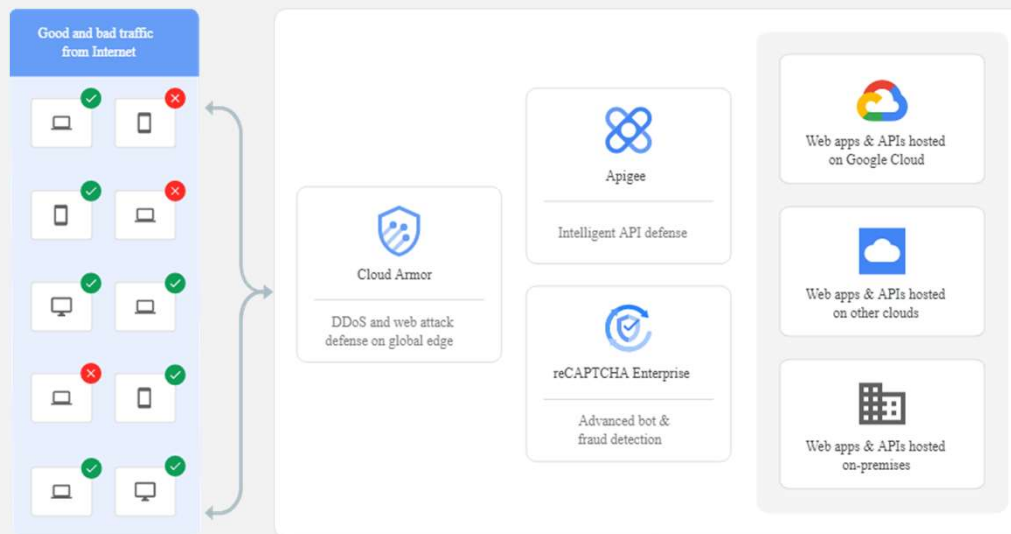 Good and bad traffic
from Internet
Cloud Armor
DDoS and web attack
defense on global edge
Apigee
Intelligent API defense
reCAPTCHA Enterprise
Advanced bot &
fraud detection
Web apps & APIs hosted
on Google Cloud
Web apps & APIs hosted
on other clouds
Web apps & APIs hosted
on-premises